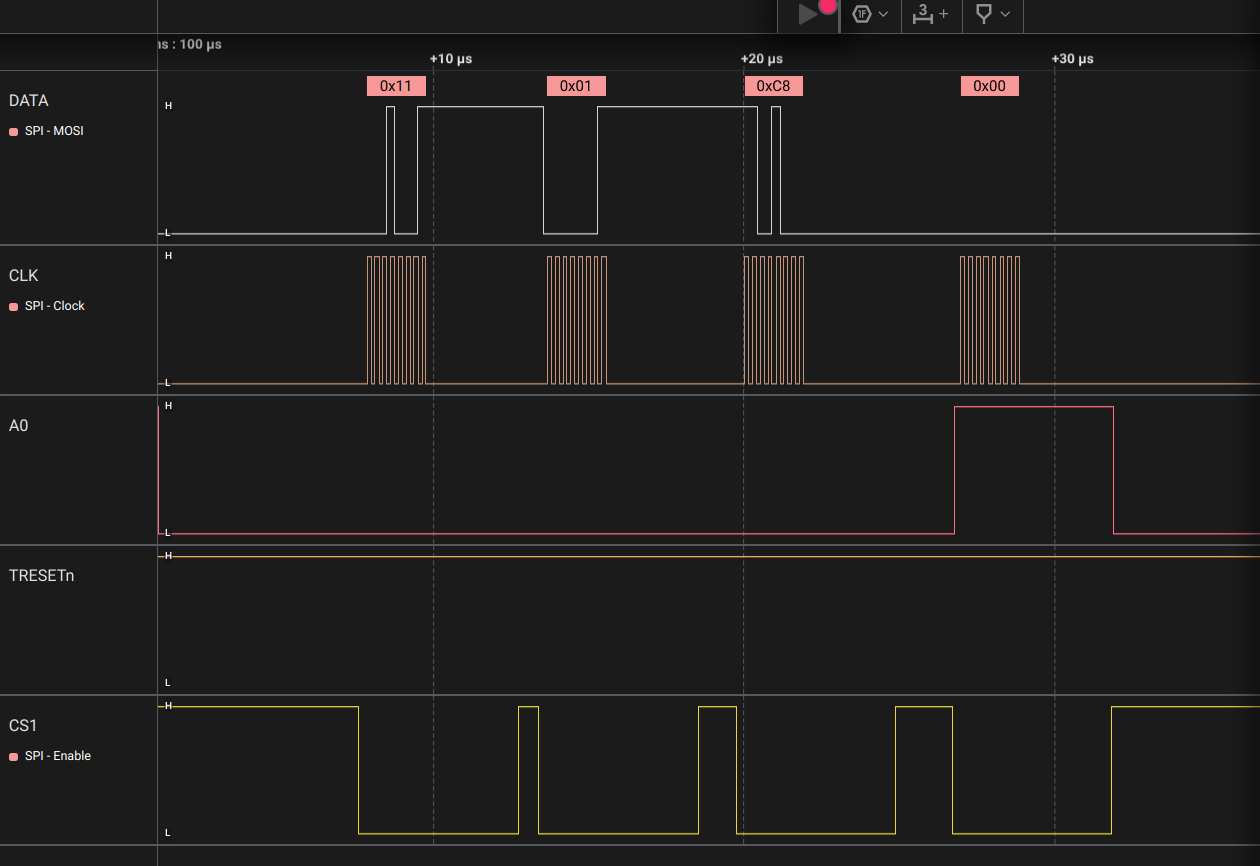 1F 3 +
ns : 100 μs
+10 μs +20 μs +30 μs
0x11 0x01 0xC8 0x00
DATA
H
SPI - MOSI
L
H
CLK
SPI - Clock
L
H
A0
L
H
TRESETn
L
H
CS1
SPI - Enable
L